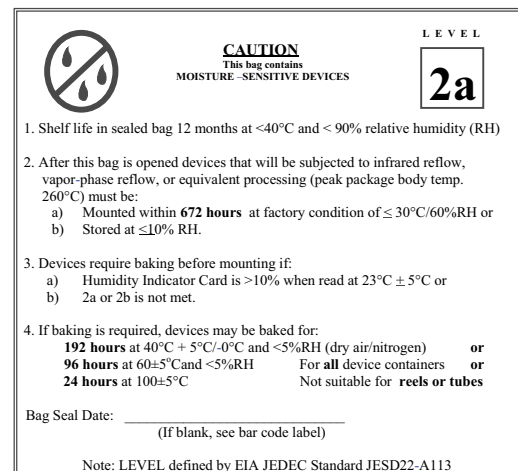 LEVEL
CAUTION
This bag contains
MOISTURE –SENSITIVE DEVICES
2a
1. Shelf life in sealed bag 12 months at <40°C and < 90% relative humidity (RH)
2. After this bag is opened devices that will be subjected to infrared reflow,
vapor-phase reflow, or equivalent processing (peak package body temp.
260°C) must be:
a) Mounted within 672 hours at factory condition of ≤ 30°C/60%RH or
b) Stored at ≤10% RH.
3. Devices require baking before mounting if:
a) Humidity Indicator Card is >10% when read at 23°C ± 5°C or
b) 2a or 2b is not met.
4. If baking is required, devices may be baked for:
192 hours at 40°C + 5°C/-0°C and <5%RH (dry air/nitrogen) or
96 hours at 60±5°Cand <5%RH For all device containers or
24 hours at 100±5°C Not suitable for reels or tubes
Bag Seal Date: ______________________________
(If blank, see bar code label)
Note: LEVEL defined by EIA JEDEC Standard JESD22-A113